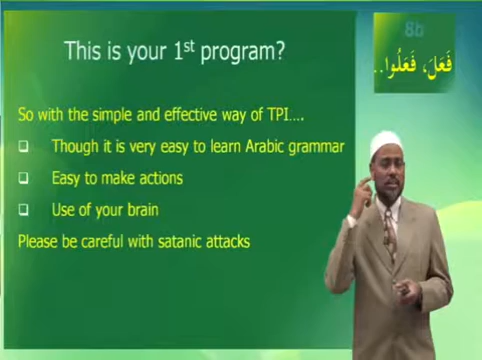 8b
فَعَلَ، فَعَلُوا..
This is your 1st program?
So with the simple and effective way of TPI….
Though it is very easy to learn Arabic grammar
Easy to make actions
Use of your brain
Please be careful with satanic attacks